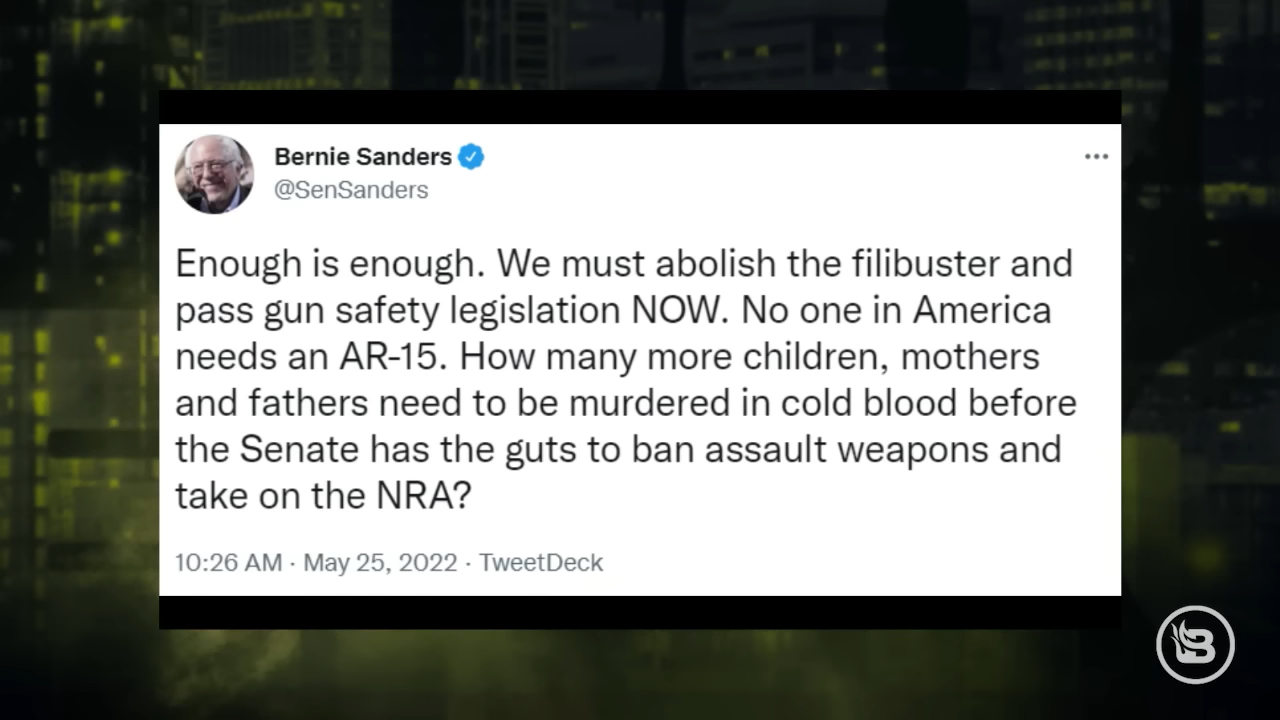 Bernie Sanders
@SenSanders
Enough is enough. We must abolish the filibuster and
pass gun safety legislation NOW. No one in America
needs an AR-15. How many more children, mothers
and fathers need to be murdered in cold blood before
the Senate has the guts to ban assault weapons and
take on the NRA?
10:26 AM · May 25, 2022 · TweetDeck
B